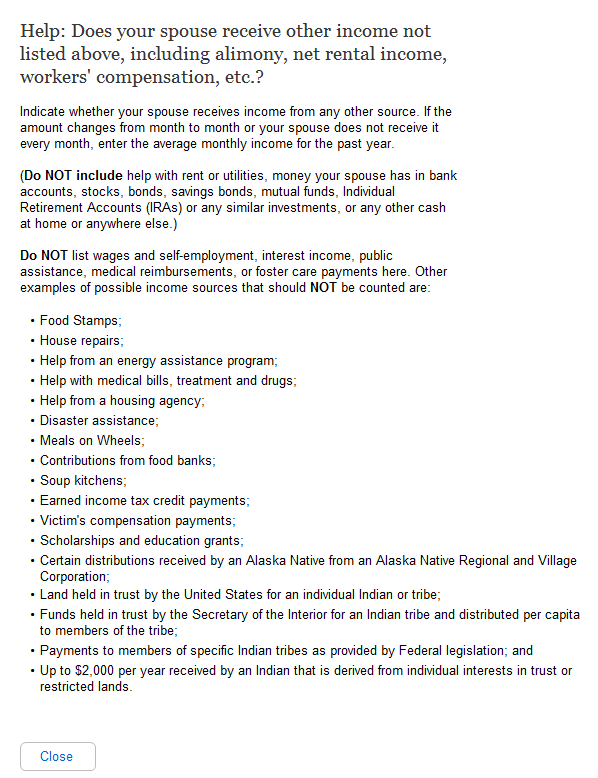 Help: Does your spouse receive other income not
listed above, including alimony, net rental income,
workers' compensation, etc.?
Indicate whether your spouse receives income from any other source. If the
amount changes from month to month or your spouse does not receive it
every month, enter the average monthly income for the past year.
(Do NOT include help with rent or utilities, money your spouse has in bank
accounts, stocks, bonds, savings bonds, mutual funds, Individual
Retirement Accounts (IRAs) or any similar investments, or any other cash
at home or anywhere else.)
Do NOT list wages and self-employment, interest income, public
assistance, medical reimbursements, or foster care payments here. Other
examples of possible income sources that should NOT be counted are:
• Food Stamps;
• House repairs;
• Help from an energy assistance program;
• Help with medical bills, treatment and drugs;
• Help from a housing agency;
• Disaster assistance;
• Meals on Wheels;
• Contributions from food banks;
• Soup kitchens;
• Earned income tax credit payments;
• Victim's compensation payments;
• Scholarships and education grants;
• Certain distributions received by an Alaska Native from an Alaska Native Regional and Village
Corporation;
• Land held in trust by the United States for an individual Indian or tribe;
• Funds held in trust by the Secretary of the Interior for an Indian tribe and distributed per capita
to members of the tribe;
• Payments to members of specific Indian tribes as provided by Federal legislation; and
• Up to $2,000 per year received by an Indian that is derived from individual interests in trust or
restricted lands.
Close